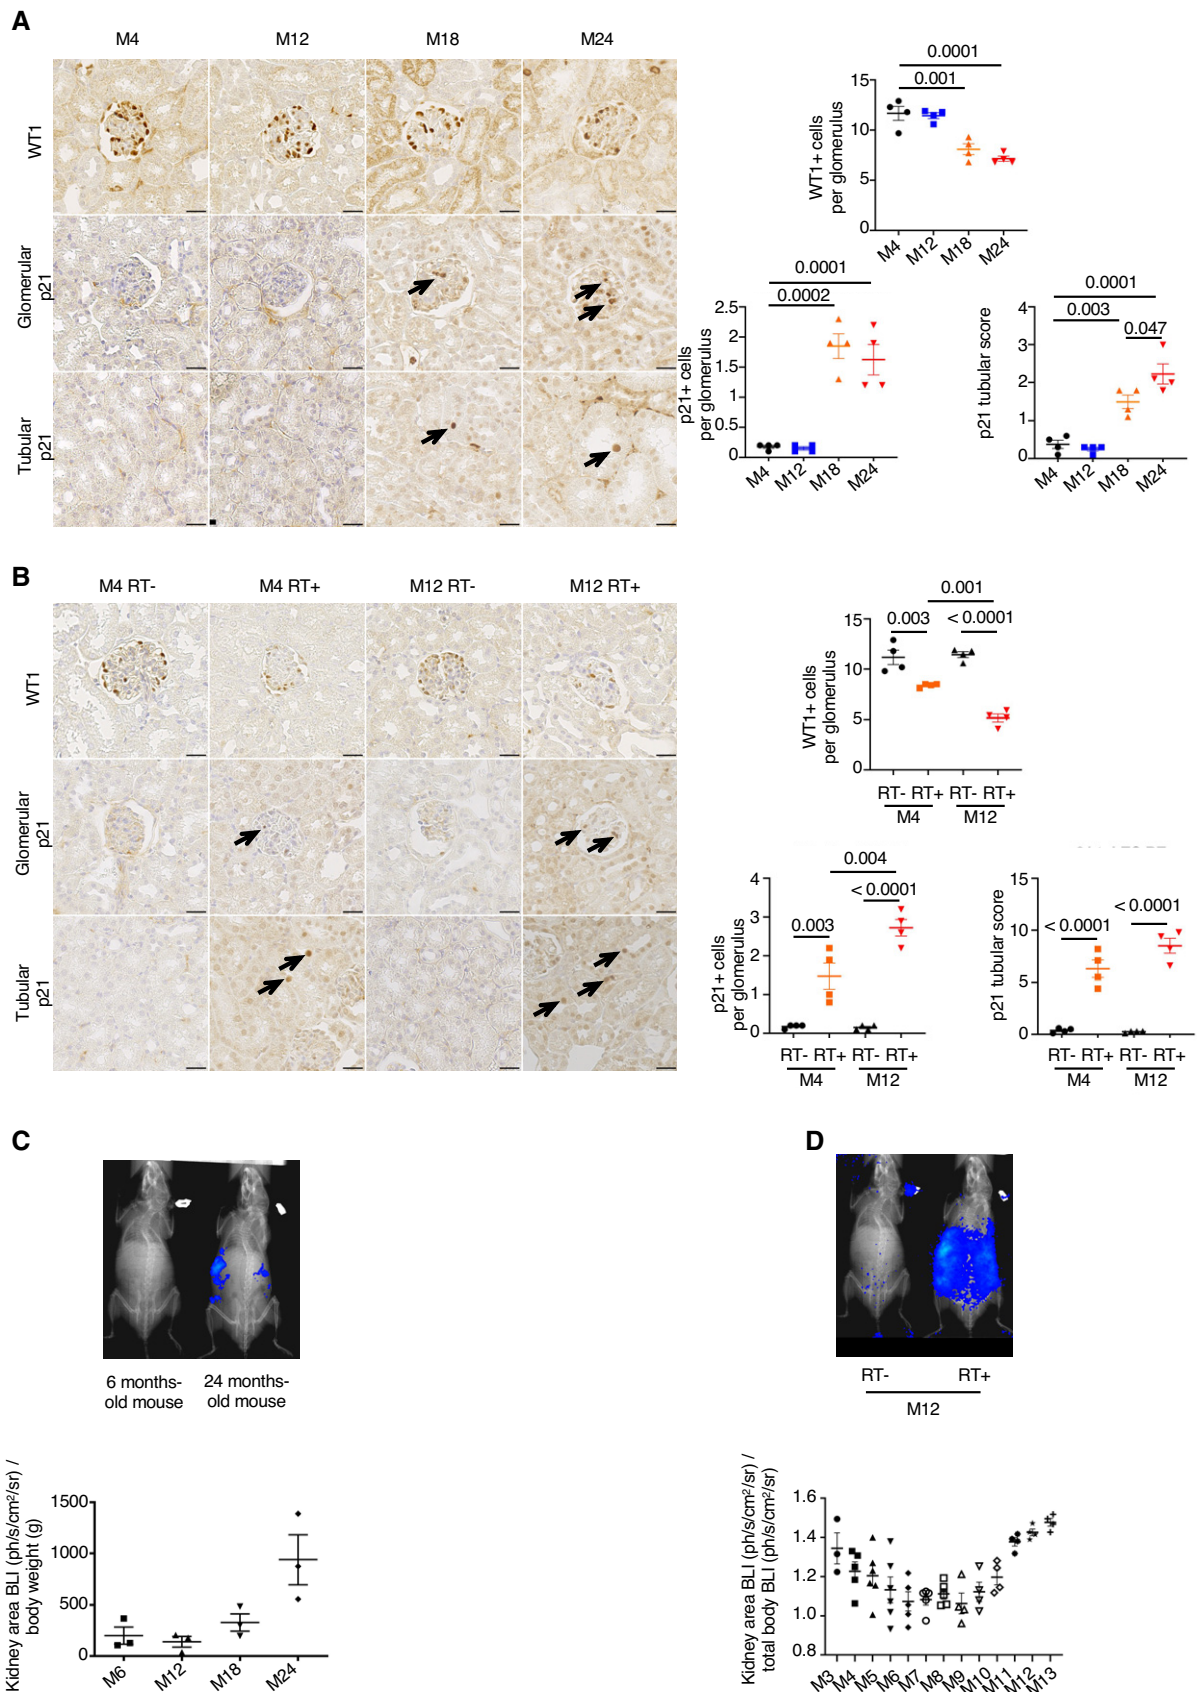 A
M4 M12 M18 M24
WT1
Glomerular
p21
Tubular
p21
0.0001
0.001
15
10
5
0
WT1+ cells
per glomerulus
M4 M12 M18 M24
0.0001
0.0002
2.5
2
1.5
1
0.5
0
p21+ cells
per glomerulus
M4 M12 M18 M24
0.0001
0.003
0.047
4
3
2
1
0
p21 tubular score
M4 M12 M18 M24
B
M4 RT- M4 RT+ M12 RT- M12 RT+
WT1
Glomerular
p21
Tubular
p21
0.001
0.003 < 0.0001
15
10
5
0
WT1+ cells
per glomerulus
RT- RT+ RT- RT+
M4 M12
0.004
< 0.0001
0.003
4
3
2
1
0
p21+ cells
per glomerulus
RT- RT+ RT- RT+
M4 M12
< 0.0001
< 0.0001
15
10
5
0
p21 tubular score
RT- RT+ RT- RT+
M4 M12
C
6 months-
old mouse
24 months-
old mouse
1500
1000
500
0
Kidney area BLI (ph/s/cm²/sr) /
body weight (g)
M6 M12 M18 M24
D
RT- RT+
M12
1.6
1.4
1.2
1.0
0.8
Kidney area BLI (ph/s/cm²/sr) /
total body BLI (ph/s/cm²/sr)
M3 M4 M5 M6 M7 M8 M9 M10 M11 M12 M13